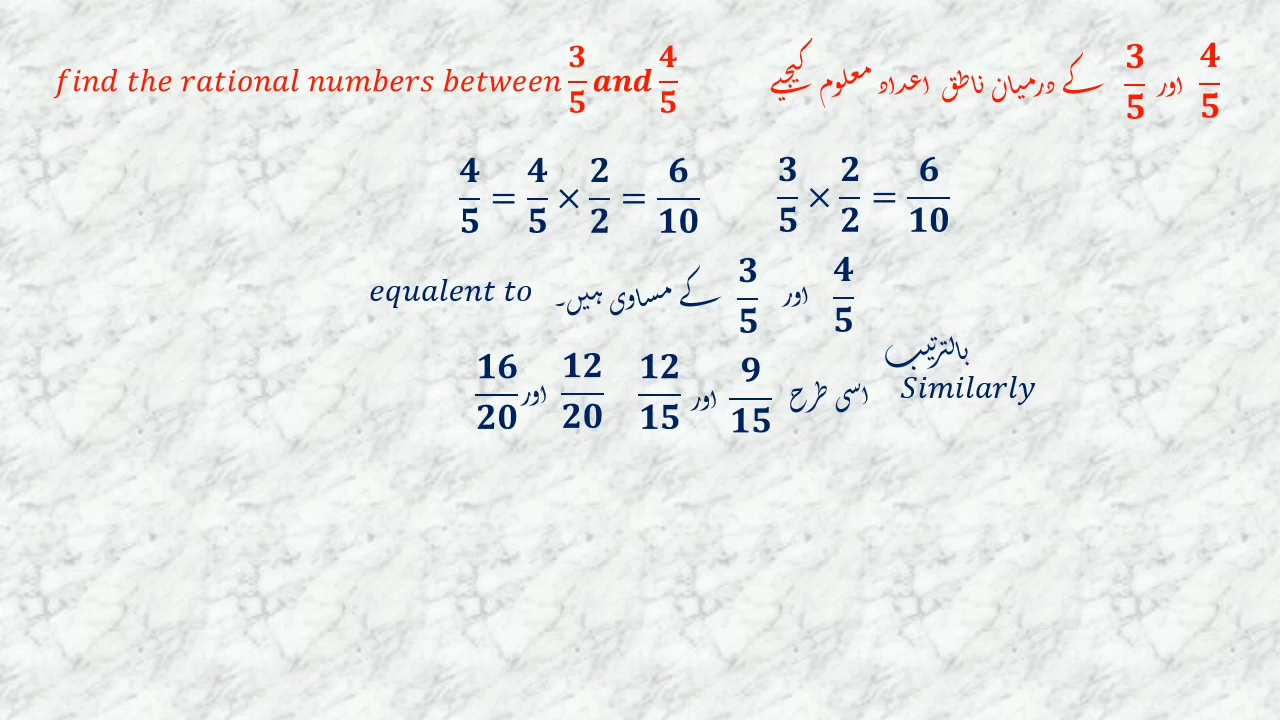 find the rational numbers between 3/5 and 4/5
4/5 اور 3/5 کے درمیان ناطق اعداد معلوم کیجیے
4/5 = 4/5 × 2/2 = 6/10
3/5 × 2/2 = 6/10
4/5 اور 3/5 کے مساوی ہیں۔ equalent to
بالترتیب
Similarly اسی طرح 9/15 اور 12/15 12/20 اور 16/20